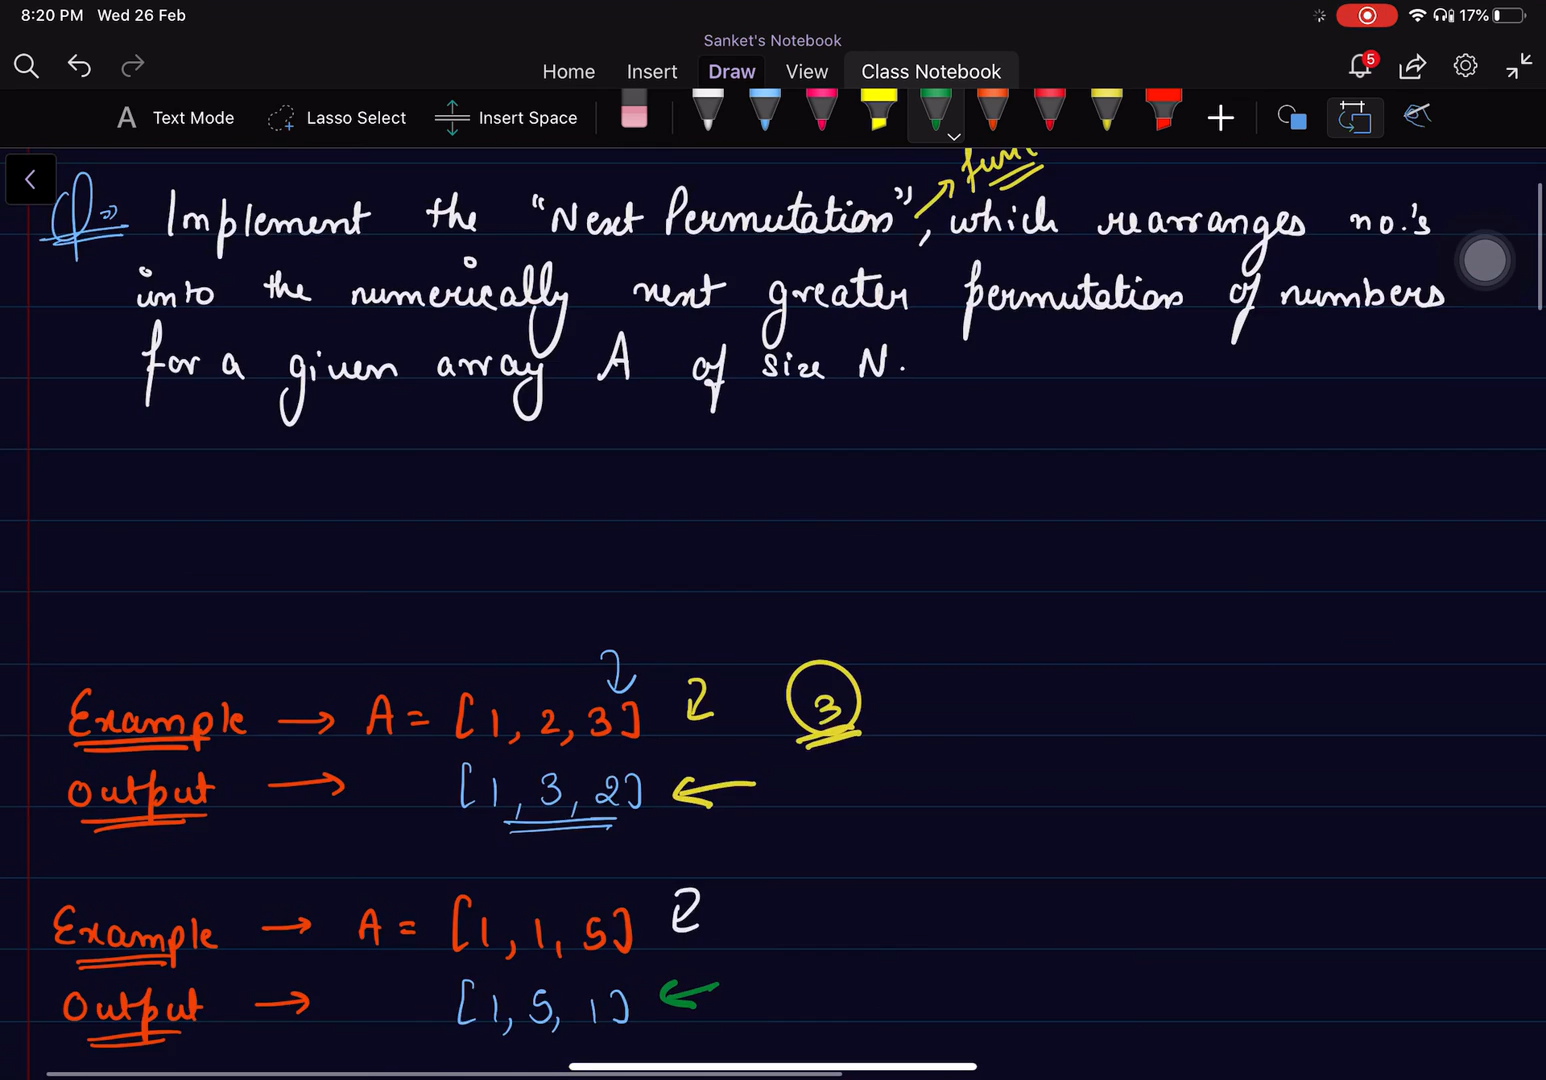 8:20 PM Wed 26 Feb
17%
Sanket's Notebook
Home Insert Draw View Class Notebook
5
Text Mode Lasso Select Insert Space
Q⇒ Implement the "Next Permutation", which rearranges no.'s
into the numerically next greater permutation of numbers
for a given array A of size N.
Example → A = [1, 2, 3] 3
Output → [1, 3, 2] ←
Example → A = [1, 1, 5]
Output → [1, 5, 1] ←